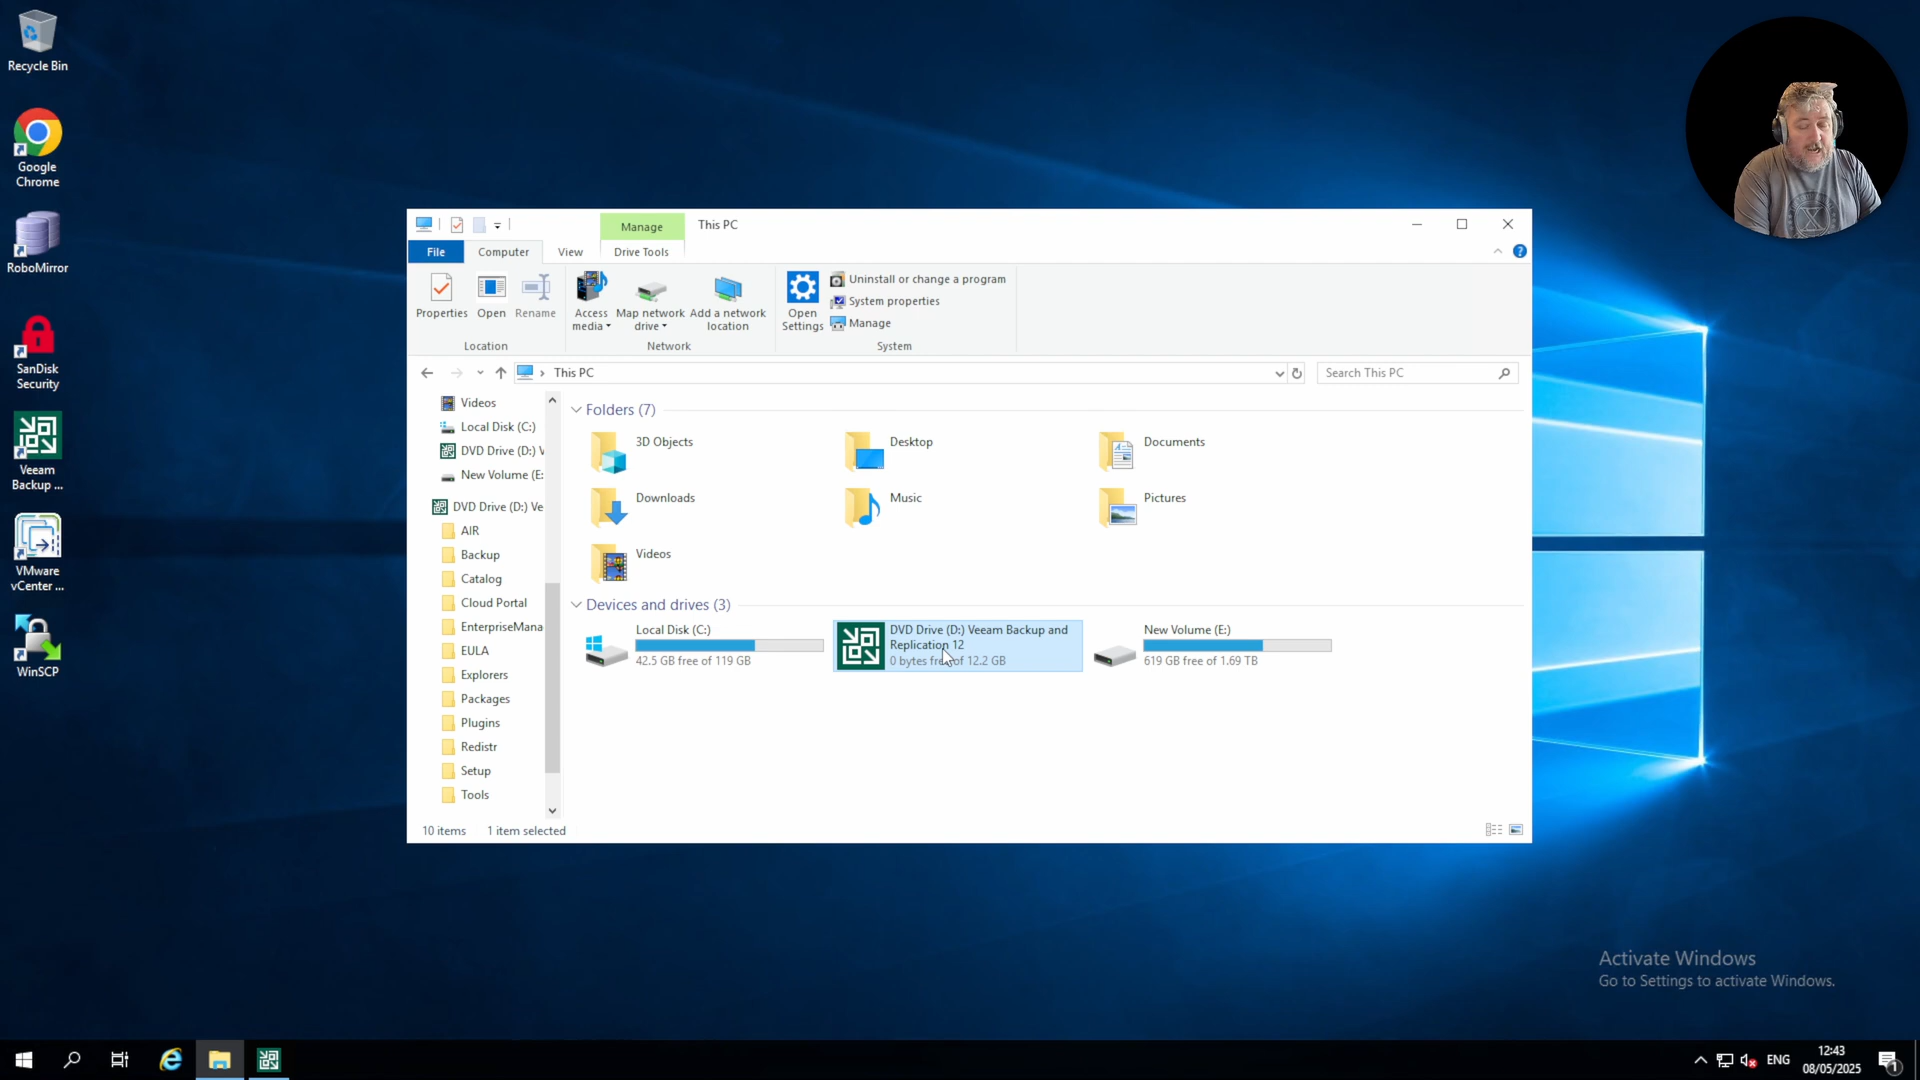 Recycle Bin
Google
Chrome
RoboMirror
SanDisk
Security
Veeam
Backup ...
VMware
vCenter ...
WinSCP
Manage
This PC
File
Computer
View
Drive Tools
Properties
Open
Rename
Access
media
Map network
drive
Add a network
location
Open
Settings
Uninstall or change a program
System properties
Manage
Location
Network
System
This PC
Search This PC
Videos
Local Disk (C:)
DVD Drive (D:) V
New Volume (E:
DVD Drive (D:) Ve
AIR
Backup
Catalog
Cloud Portal
EnterpriseMana
EULA
Explorers
Packages
Plugins
Redistr
Setup
Tools
Folders (7)
3D Objects
Desktop
Documents
Downloads
Music
Pictures
Videos
Devices and drives (3)
Local Disk (C:)
42.5 GB free of 119 GB
DVD Drive (D:) Veeam Backup and
Replication 12
0 bytes free of 12.2 GB
New Volume (E:)
619 GB free of 1.69 TB
10 items
1 item selected
Activate Windows
Go to Settings to activate Windows.
ENG
12:43
08/05/2025
1